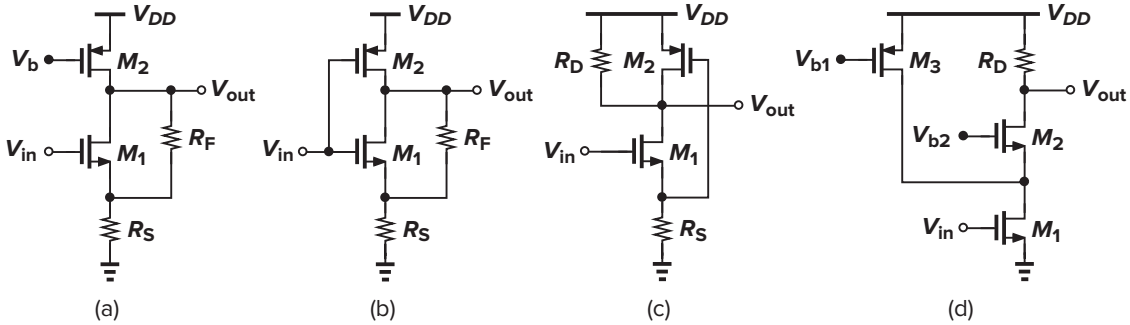 V_DD
V_b
M_2
V_out
V_in
M_1
R_F
R_S
(a)
V_DD
M_2
V_out
V_in
M_1
R_F
R_S
(b)
V_DD
R_D
M_2
V_out
V_in
M_1
R_S
(c)
V_DD
V_b1
M_3
R_D
V_out
V_b2
M_2
V_in
M_1
(d)